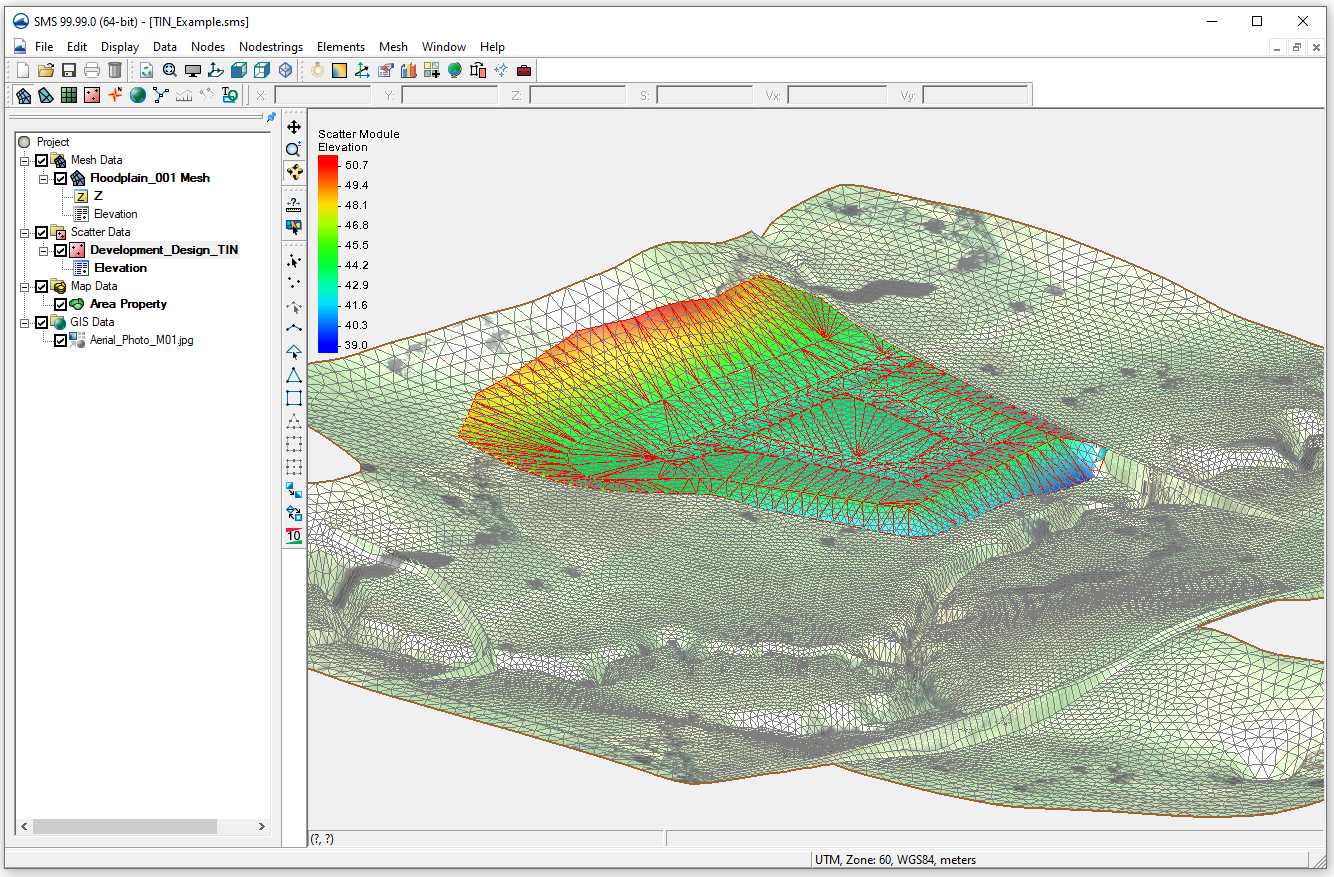 SMS 99.99.0 (64-bit) - [TIN_Example.sms]
File Edit Display Data Nodes Nodestrings Elements Mesh Window Help
X: Y: Z: S: Vx: Vy:
Project
Mesh Data
Floodplain_001 Mesh
Z Z
Elevation
Scatter Data
Development_Design_TIN
Elevation
Map Data
Area Property
GIS Data
Aerial_Photo_M01.jpg
10
Scatter Module
Elevation
50.7
49.4
48.1
46.8
45.5
44.2
42.9
41.6
40.3
39.0
(?, ?)
UTM, Zone: 60, WGS84, meters